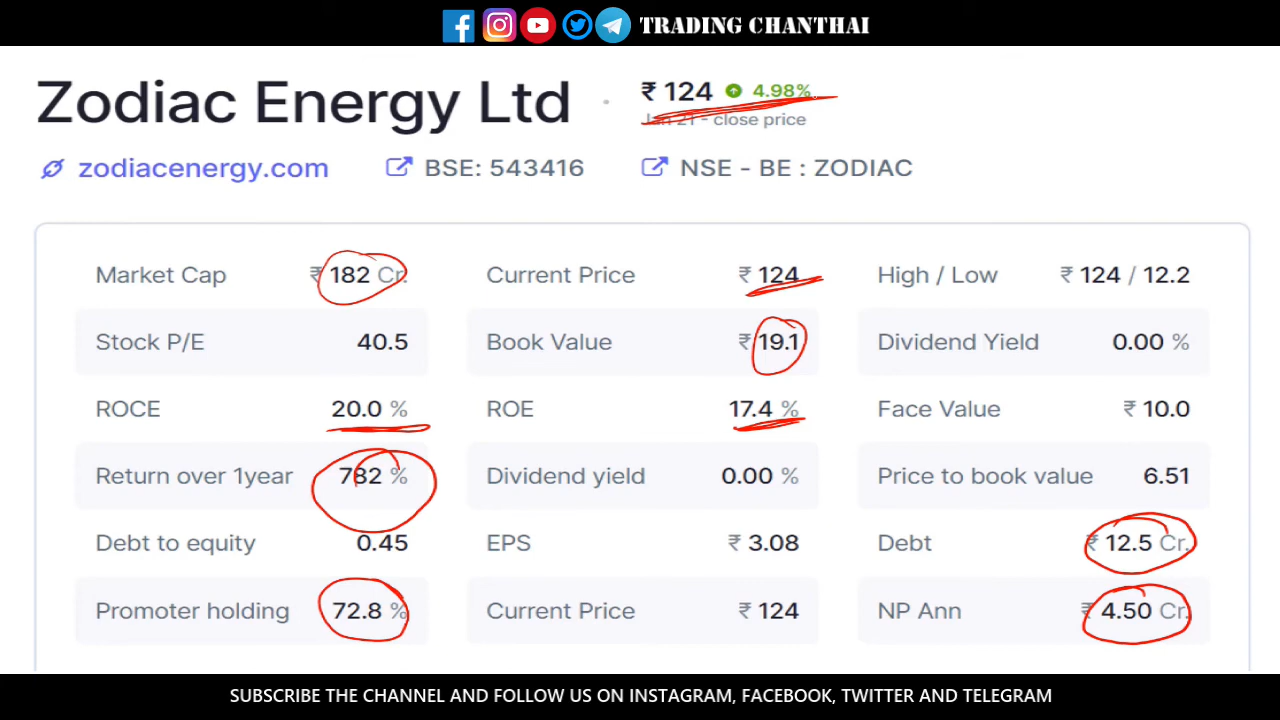 TRADING CHANTHAI
Zodiac Energy Ltd
₹ 124 4.98%
Jan 21 - close price
zodiacenergy.com BSE: 543416 NSE - BE : ZODIAC
Market Cap ₹ 182 Cr. Current Price ₹ 124 High / Low ₹ 124 / 12.2
Stock P/E 40.5 Book Value ₹ 19.1 Dividend Yield 0.00 %
ROCE 20.0 % ROE 17.4 % Face Value ₹ 10.0
Return over 1year 782 % Dividend yield 0.00 % Price to book value 6.51
Debt to equity 0.45 EPS ₹ 3.08 Debt ₹ 12.5 Cr.
Promoter holding 72.8 % Current Price ₹ 124 NP Ann ₹ 4.50 Cr.
SUBSCRIBE THE CHANNEL AND FOLLOW US ON INSTAGRAM, FACEBOOK, TWITTER AND TELEGRAM